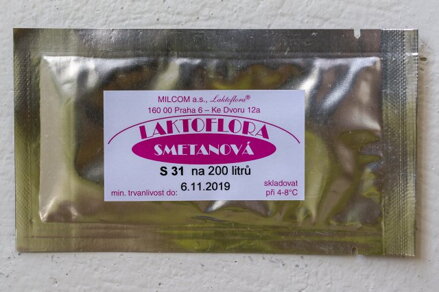 MILCOM a.s., Laktoflora®
160 00 Praha 6 – Ke Dvoru 12a
LAKTOFLORA
SMETANOVÁ
S 31 na 200 litrů
min. trvanlivost do: 6.11.2019
skladovat
při 4-8°C